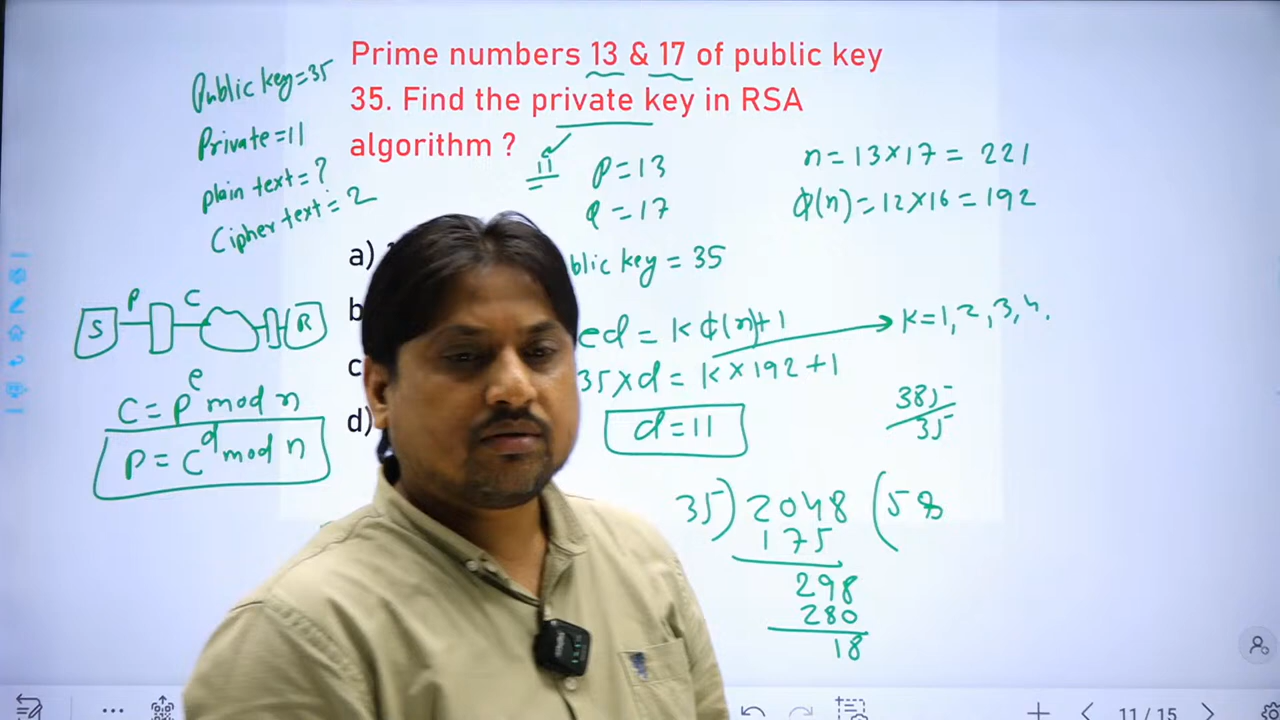 Prime numbers 13 & 17 of public key
35. Find the private key in RSA
algorithm ?
Public key=35
Private=11
plain text=?
Cipher text=2
11
P=13
Q=17
n=13×17=221
ϕ(n)=12×16=192
a)
b
c
d)
blic key=35
S
P
C
R
ed=kϕ(n)+1
K=1,2,3,4.
35×d=K×192+1
d=11
385
35
C=P^e mod n
P=C^d mod n
35)2048(58
175
298
280
18
11 / 15